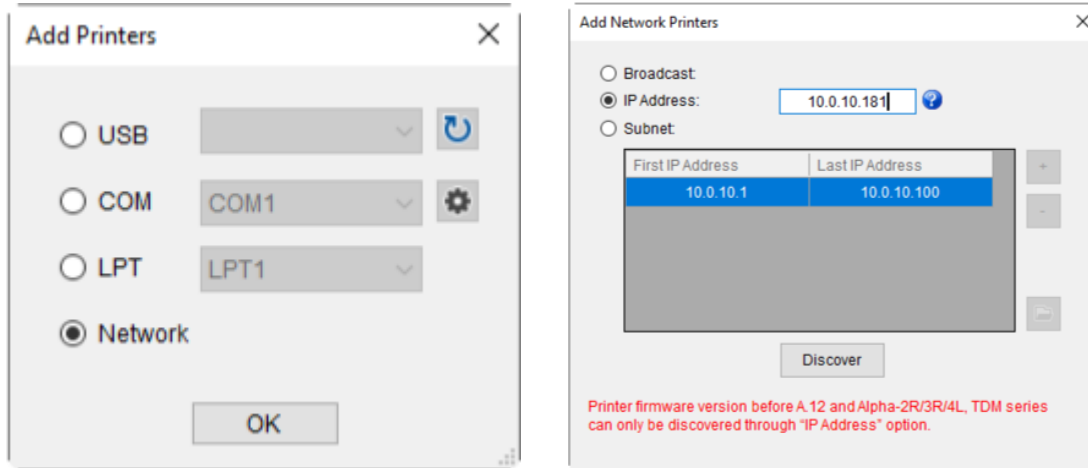 Add Printers
USB
COM
COM1
LPT
LPT1
Network
OK
Add Network Printers
Broadcast:
IP Address:
10.0.10.181
Subnet:
First IP Address
Last IP Address
10.0.10.1
10.0.10.100
+
-
Discover
Printer firmware version before A.12 and Alpha-2R/3R/4L, TDM series
can only be discovered through “IP Address” option.